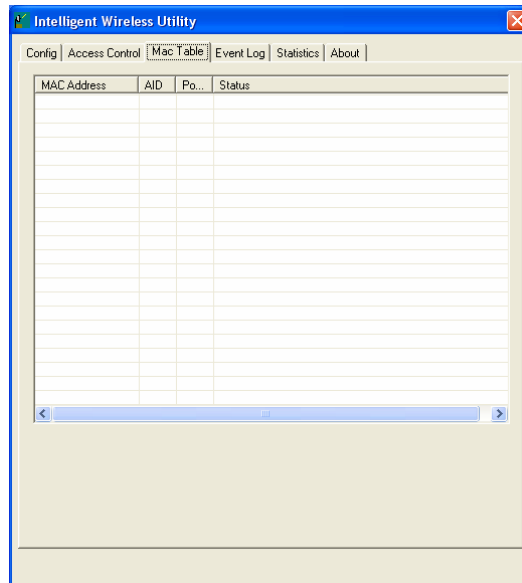 Intelligent Wireless Utility
Config Access Control Mac Table Event Log Statistics About
MAC Address AID Po... Status